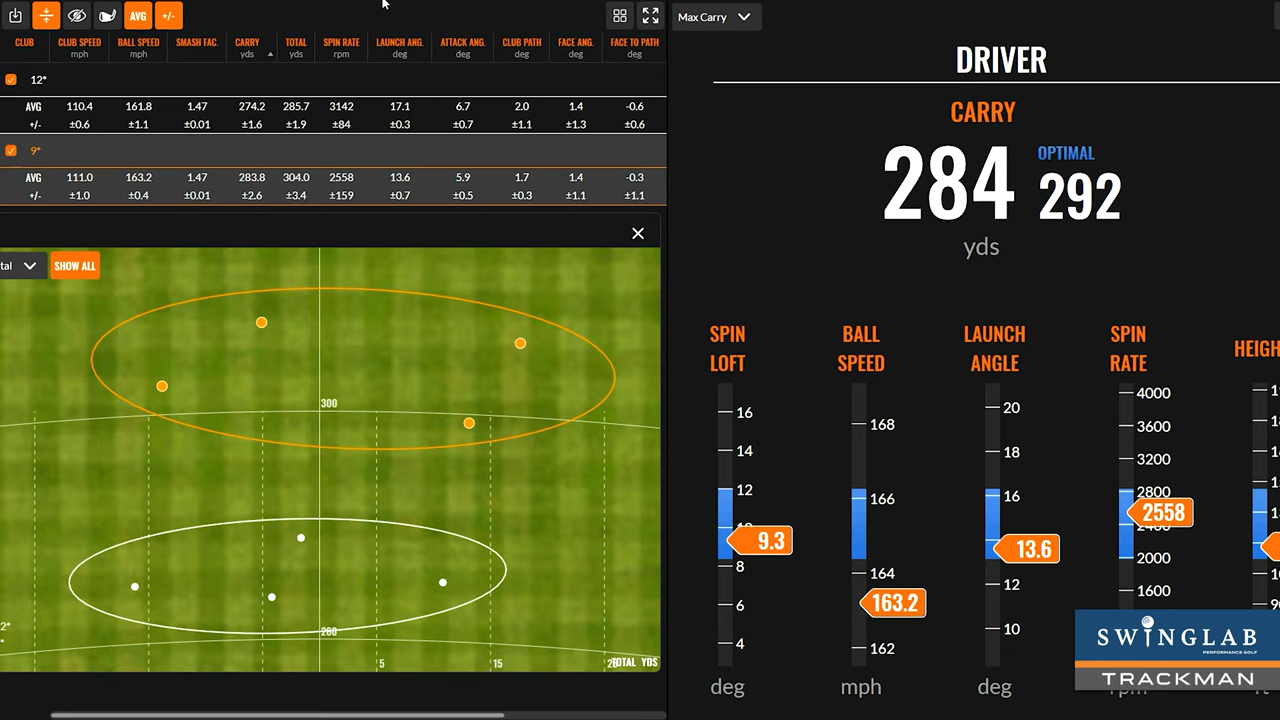 AVG
+/-
Max Carry
CLUB CLUB SPEED BALL SPEED SMASH FAC. CARRY TOTAL SPIN RATE LAUNCH ANG. ATTACK ANG. CLUB PATH FACE ANG. FACE TO PATH
mph mph yds yds rpm deg deg deg deg deg
12*
AVG 110.4 161.8 1.47 274.2 285.7 3142 17.1 6.7 2.0 1.4 -0.6
+/- ±0.6 ±1.1 ±0.01 ±1.6 ±1.9 ±84 ±0.3 ±0.7 ±1.1 ±1.3 ±0.6
9*
AVG 111.0 163.2 1.47 283.8 304.0 2558 13.6 5.9 1.7 1.4 -0.3
+/- ±1.0 ±0.4 ±0.01 ±2.6 ±3.4 ±159 ±0.7 ±0.5 ±0.3 ±1.1 ±1.1
tal
SHOW ALL
300
280
2*
*
5 15
TOTAL YDS
DRIVER
CARRY
284
OPTIMAL
292
yds
SPIN
LOFT
16
14
12
10
8
6
4
9.3
deg
BALL
SPEED
168
166
164
162
163.2
mph
LAUNCH
ANGLE
20
18
16
12
10
13.6
deg
SPIN
RATE
4000
3600
3200
2800
2400
2000
1600
2558
HEIGH
SWINGLAB
PERFORMANCE GOLF
TRACKMAN